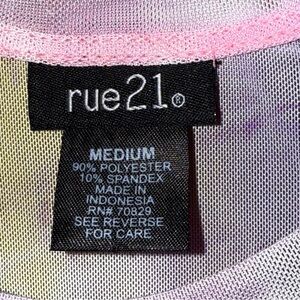 rue21®
MEDIUM
90% POLYESTER
10% SPANDEX
MADE IN
INDONESIA
RN# 70829
SEE REVERSE
FOR CARE